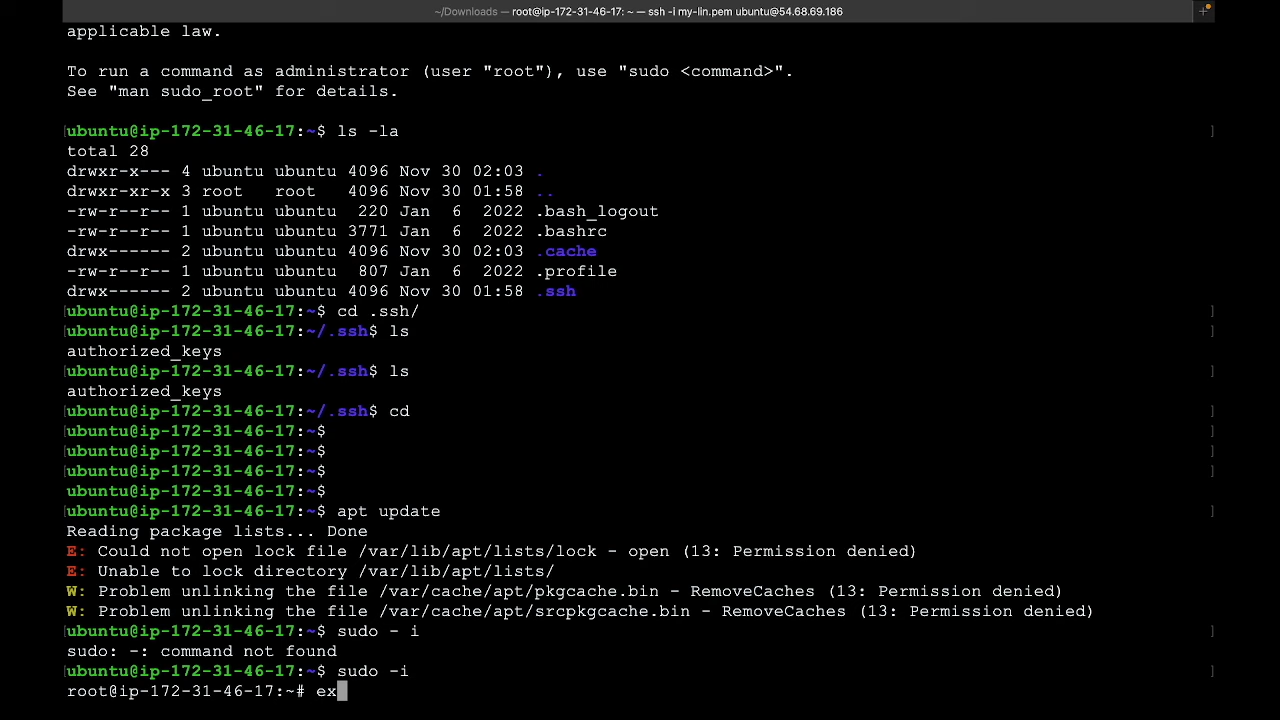 ~/Downloads — root@ip-172-31-46-17: ~ — ssh -i my-lin.pem ubuntu@54.68.69.186 +
applicable law.
To run a command as administrator (user "root"), use "sudo <command>".
See "man sudo_root" for details.
[ubuntu@ip-172-31-46-17:~$ ls -la ]
total 28
drwxr-x--- 4 ubuntu ubuntu 4096 Nov 30 02:03 .
drwxr-xr-x 3 root   root   4096 Nov 30 01:58 ..
-rw-r--r-- 1 ubuntu ubuntu  220 Jan  6  2022 .bash_logout
-rw-r--r-- 1 ubuntu ubuntu 3771 Jan  6  2022 .bashrc
drwx------ 2 ubuntu ubuntu 4096 Nov 30 02:03 .cache
-rw-r--r-- 1 ubuntu ubuntu  807 Jan  6  2022 .profile
drwx------ 2 ubuntu ubuntu 4096 Nov 30 01:58 .ssh
[ubuntu@ip-172-31-46-17:~$ cd .ssh/ ]
[ubuntu@ip-172-31-46-17:~/.ssh$ ls ]
authorized_keys
[ubuntu@ip-172-31-46-17:~/.ssh$ ls ]
authorized_keys
[ubuntu@ip-172-31-46-17:~/.ssh$ cd ]
[ubuntu@ip-172-31-46-17:~$ ]
[ubuntu@ip-172-31-46-17:~$ ]
[ubuntu@ip-172-31-46-17:~$ ]
[ubuntu@ip-172-31-46-17:~$ ]
[ubuntu@ip-172-31-46-17:~$ apt update ]
Reading package lists... Done
E: Could not open lock file /var/lib/apt/lists/lock - open (13: Permission denied)
E: Unable to lock directory /var/lib/apt/lists/
W: Problem unlinking the file /var/cache/apt/pkgcache.bin - RemoveCaches (13: Permission denied)
W: Problem unlinking the file /var/cache/apt/srcpkgcache.bin - RemoveCaches (13: Permission denied)
[ubuntu@ip-172-31-46-17:~$ sudo - i ]
sudo: -: command not found
[ubuntu@ip-172-31-46-17:~$ sudo -i ]
root@ip-172-31-46-17:~# ex